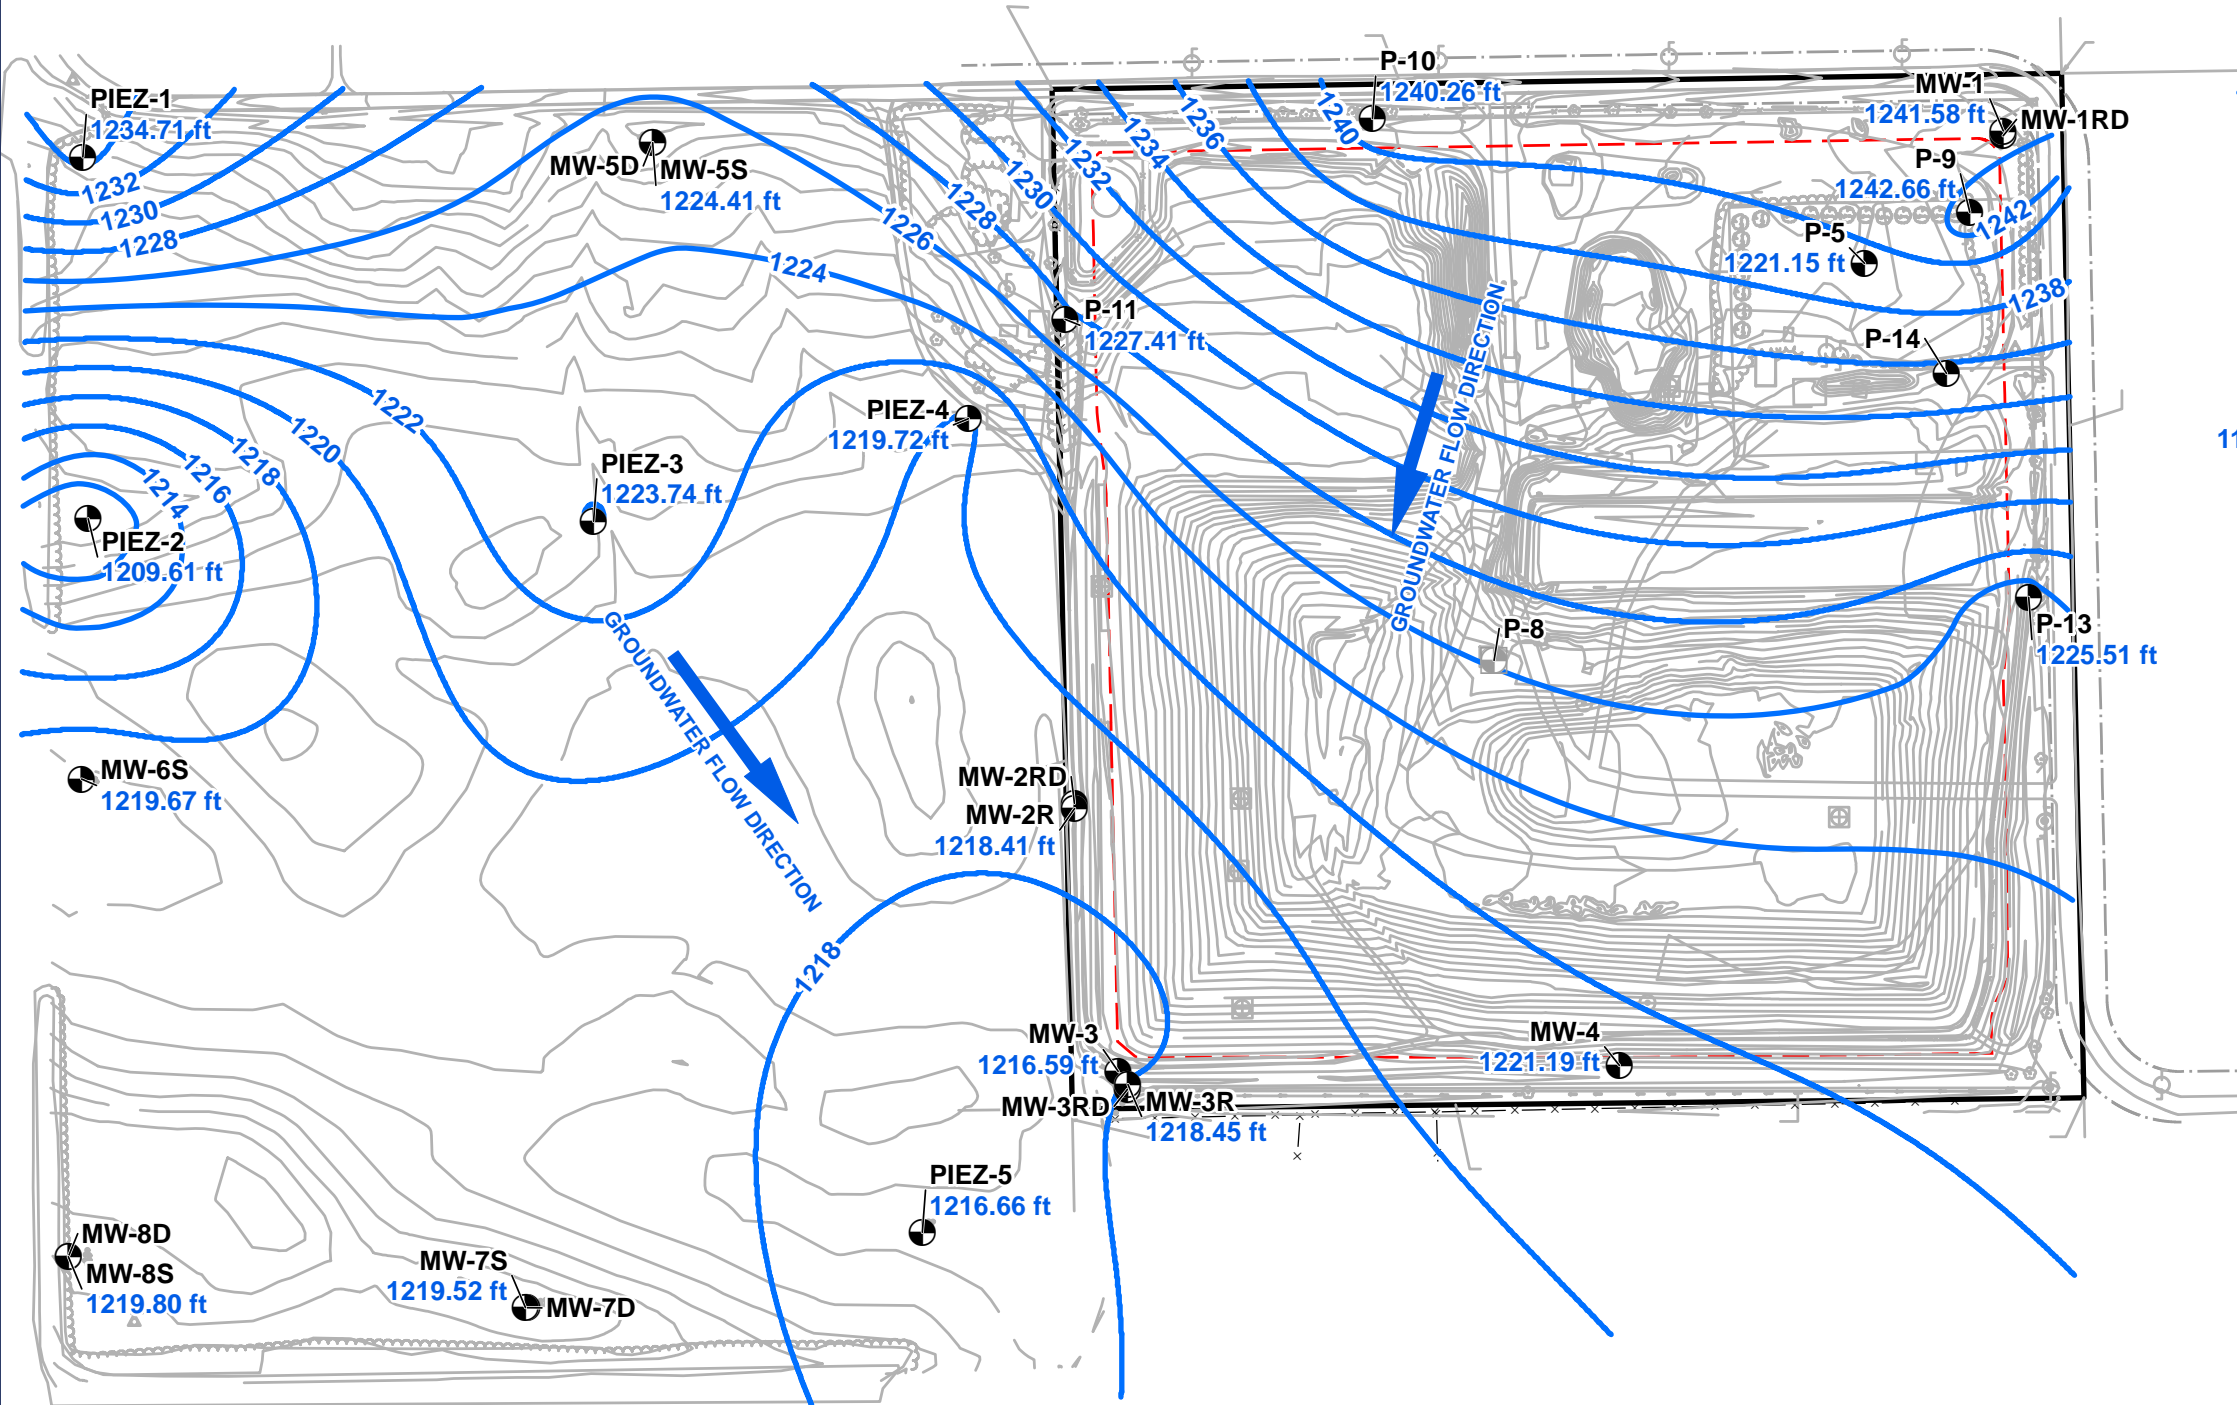 P-10
1240.26 ft
MW-1
1241.58 ft
MW-1RD
PIEZ-1
1234.71 ft
MW-5D
MW-5S
1224.41 ft
P-9
1242.66 ft
1242
P-5
1221.15 ft
1240
1236
1234
1232
1230
1228
1226
1224
1232
1230
1228
1238
P-11
1227.41 ft
P-14
PIEZ-4
1219.72 ft
PIEZ-3
1223.74 ft
1222
1220
1218
1216
1214
11
PIEZ-2
1209.61 ft
GROUNDWATER FLOW DIRECTION
GROUNDWATER FLOW DIRECTION
P-8
P-13
1225.51 ft
MW-6S
1219.67 ft
MW-2RD
MW-2R
1218.41 ft
1218
MW-3
1216.59 ft
MW-4
1221.19 ft
MW-3RD
MW-3R
1218.45 ft
PIEZ-5
1216.66 ft
MW-8D
MW-8S
1219.80 ft
MW-7S
1219.52 ft
MW-7D